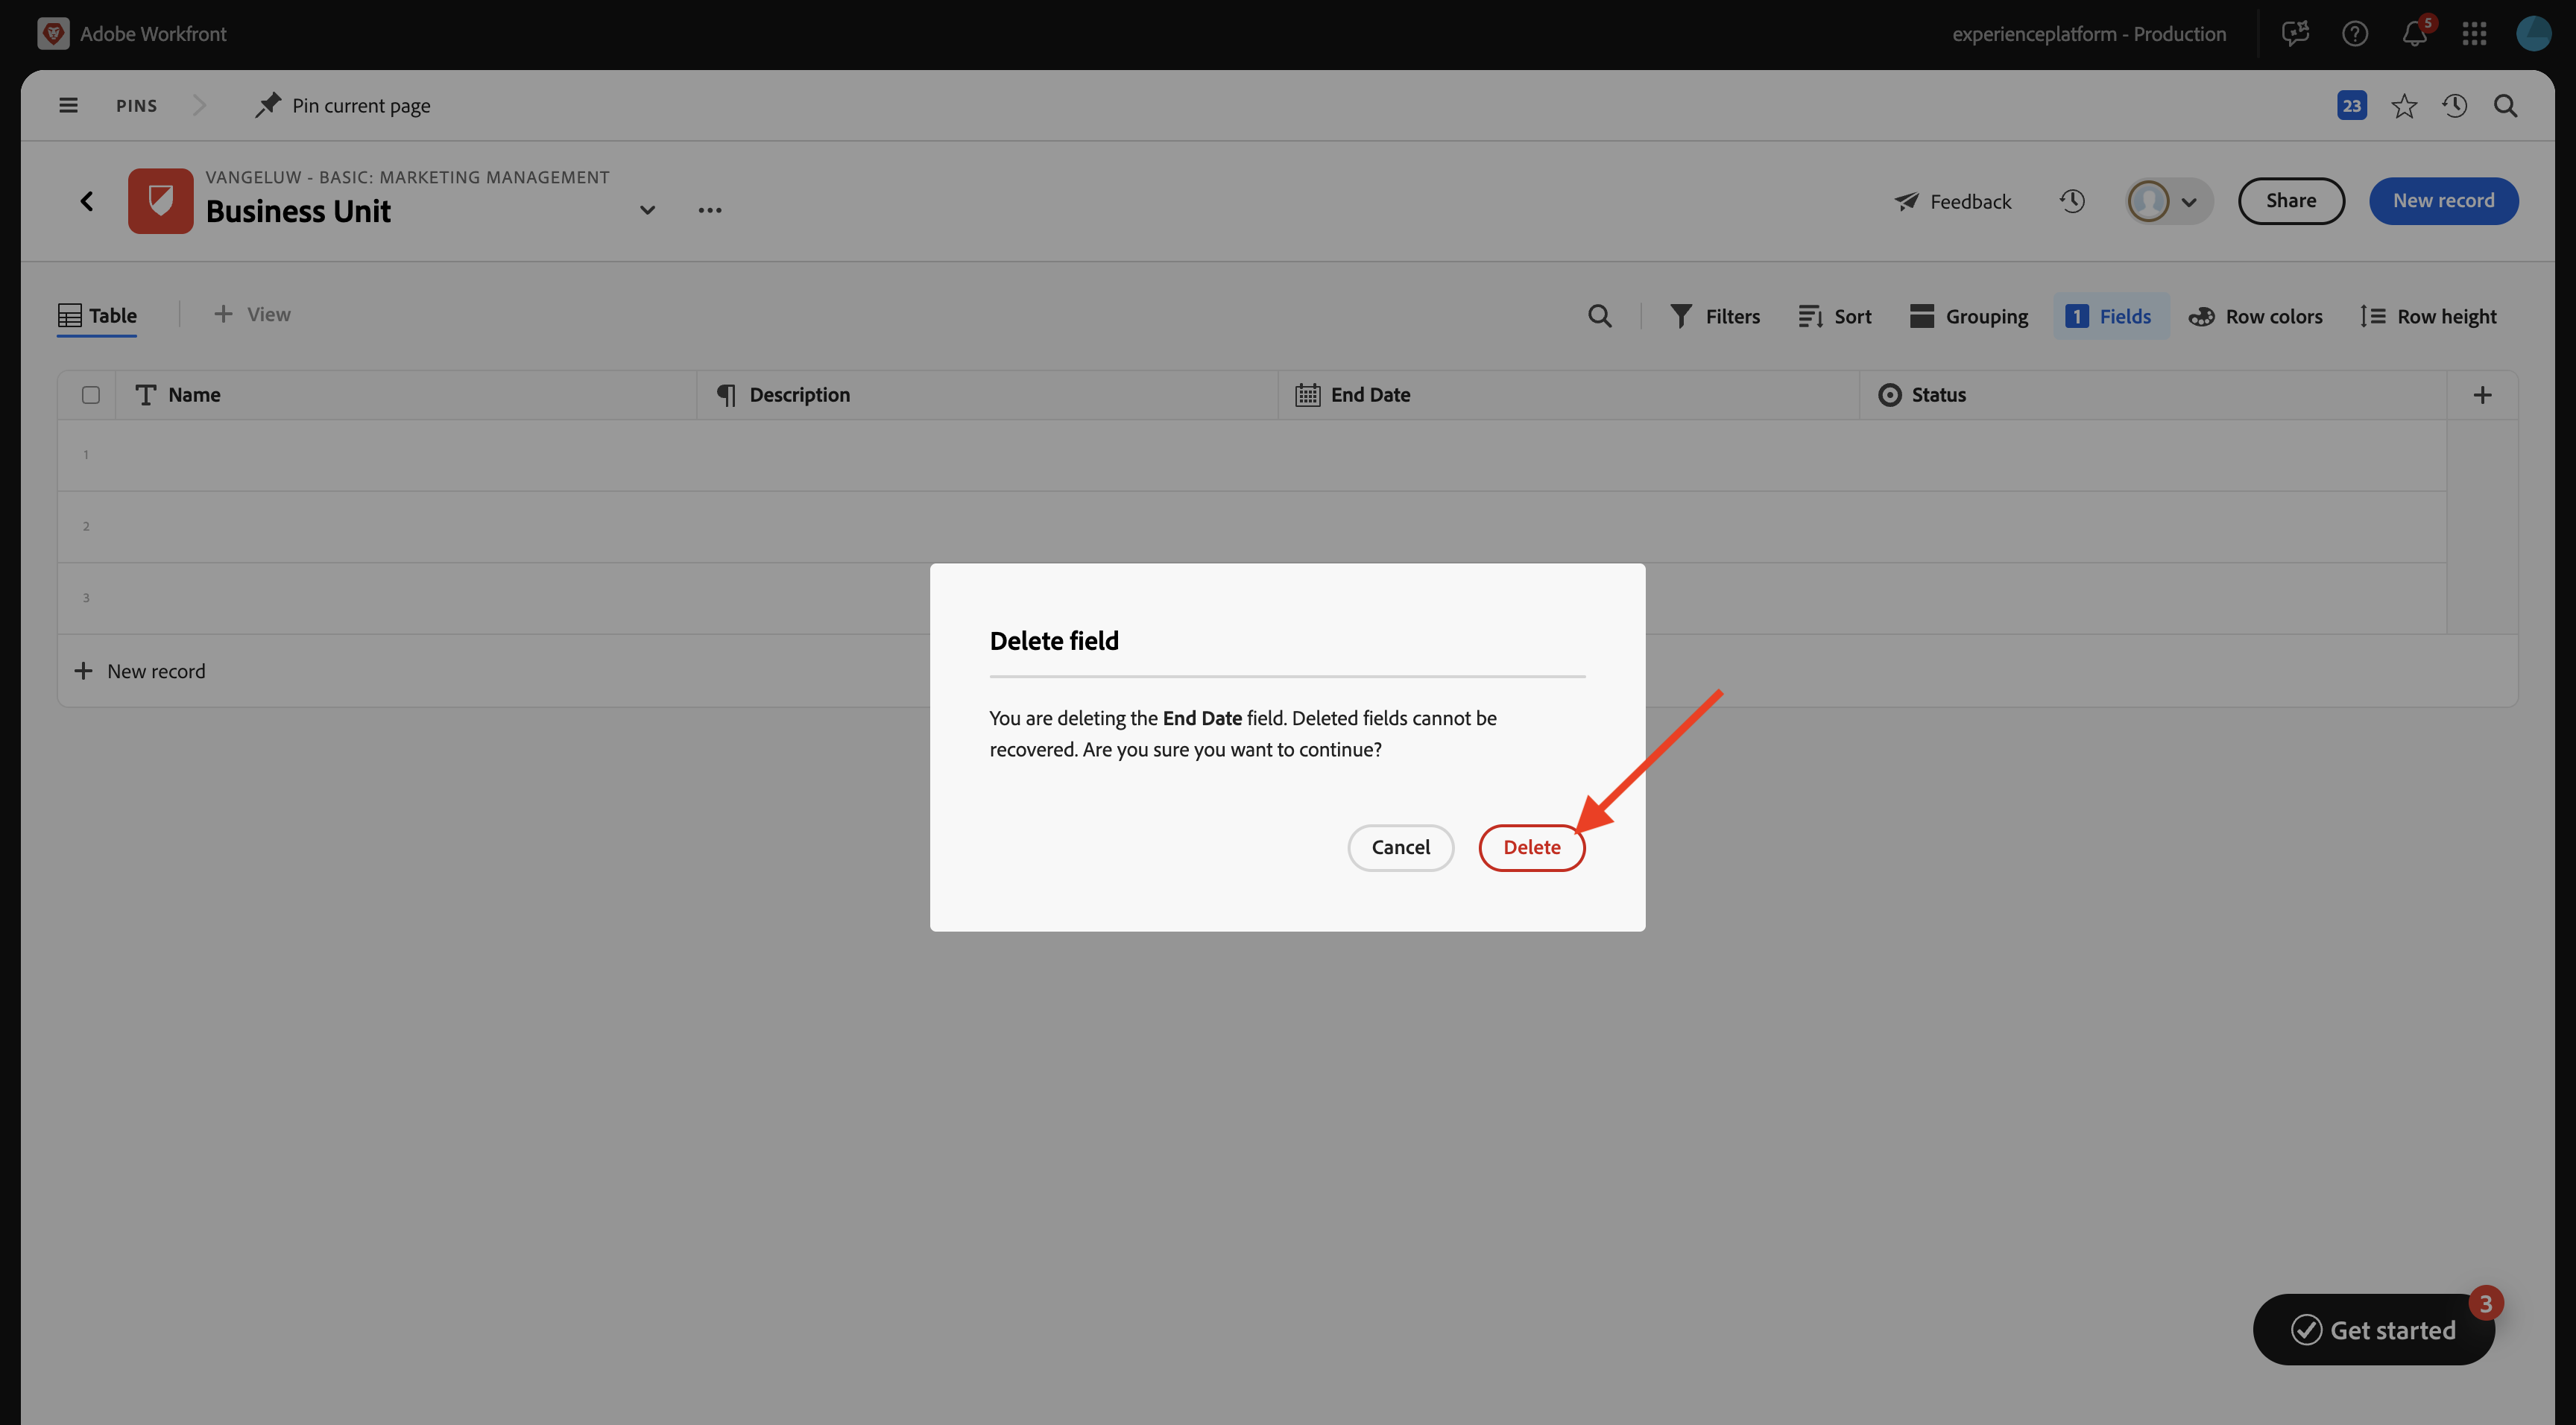 Adobe Workfront
experienceplatform - Production
5
PINS
Pin current page
23
VANGELUW - BASIC: MARKETING MANAGEMENT
Business Unit
Feedback
Share
New record
Table
View
Filters
Sort
Grouping
1 Fields
Row colors
Row height
Name
Description
End Date
Status
1
2
3
New record
Delete field
You are deleting the End Date field. Deleted fields cannot be
recovered. Are you sure you want to continue?
Cancel
Delete
3
Get started